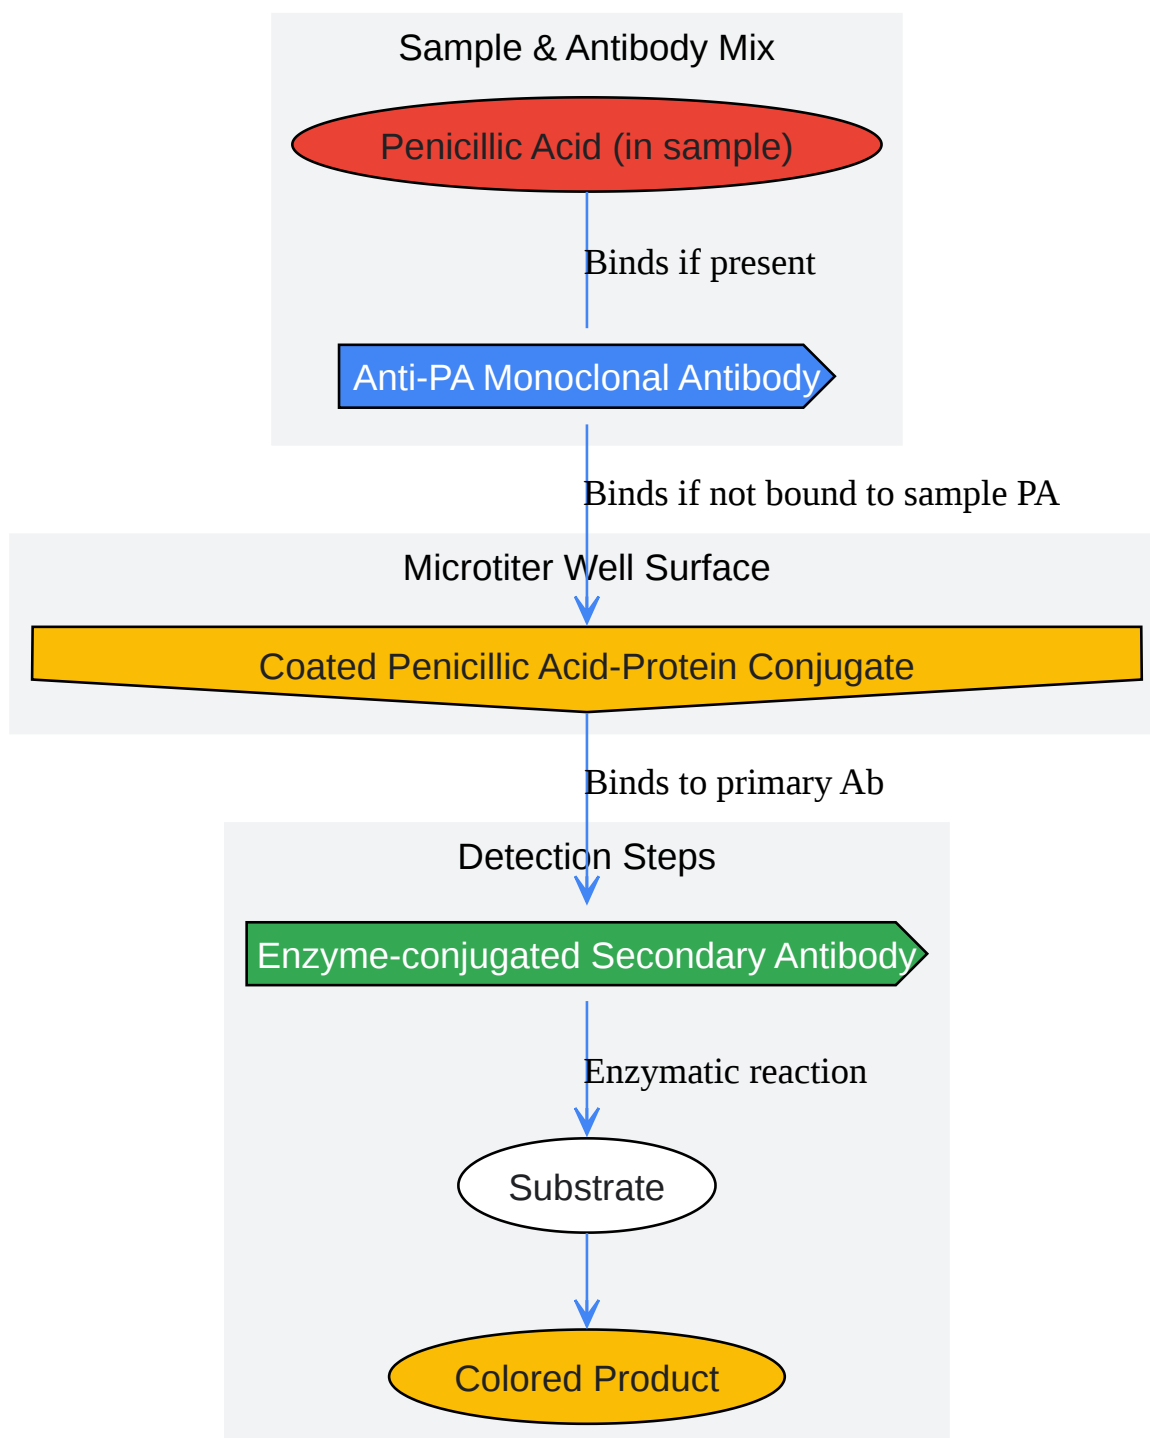 Sample & Antibody Mix
Penicillic Acid (in sample)
Binds if present
Anti-PA Monoclonal Antibody
Binds if not bound to sample PA
Microtiter Well Surface
Coated Penicillic Acid-Protein Conjugate
Binds to primary Ab
Detection Steps
Enzyme-conjugated Secondary Antibody
Enzymatic reaction
Substrate
Colored Product